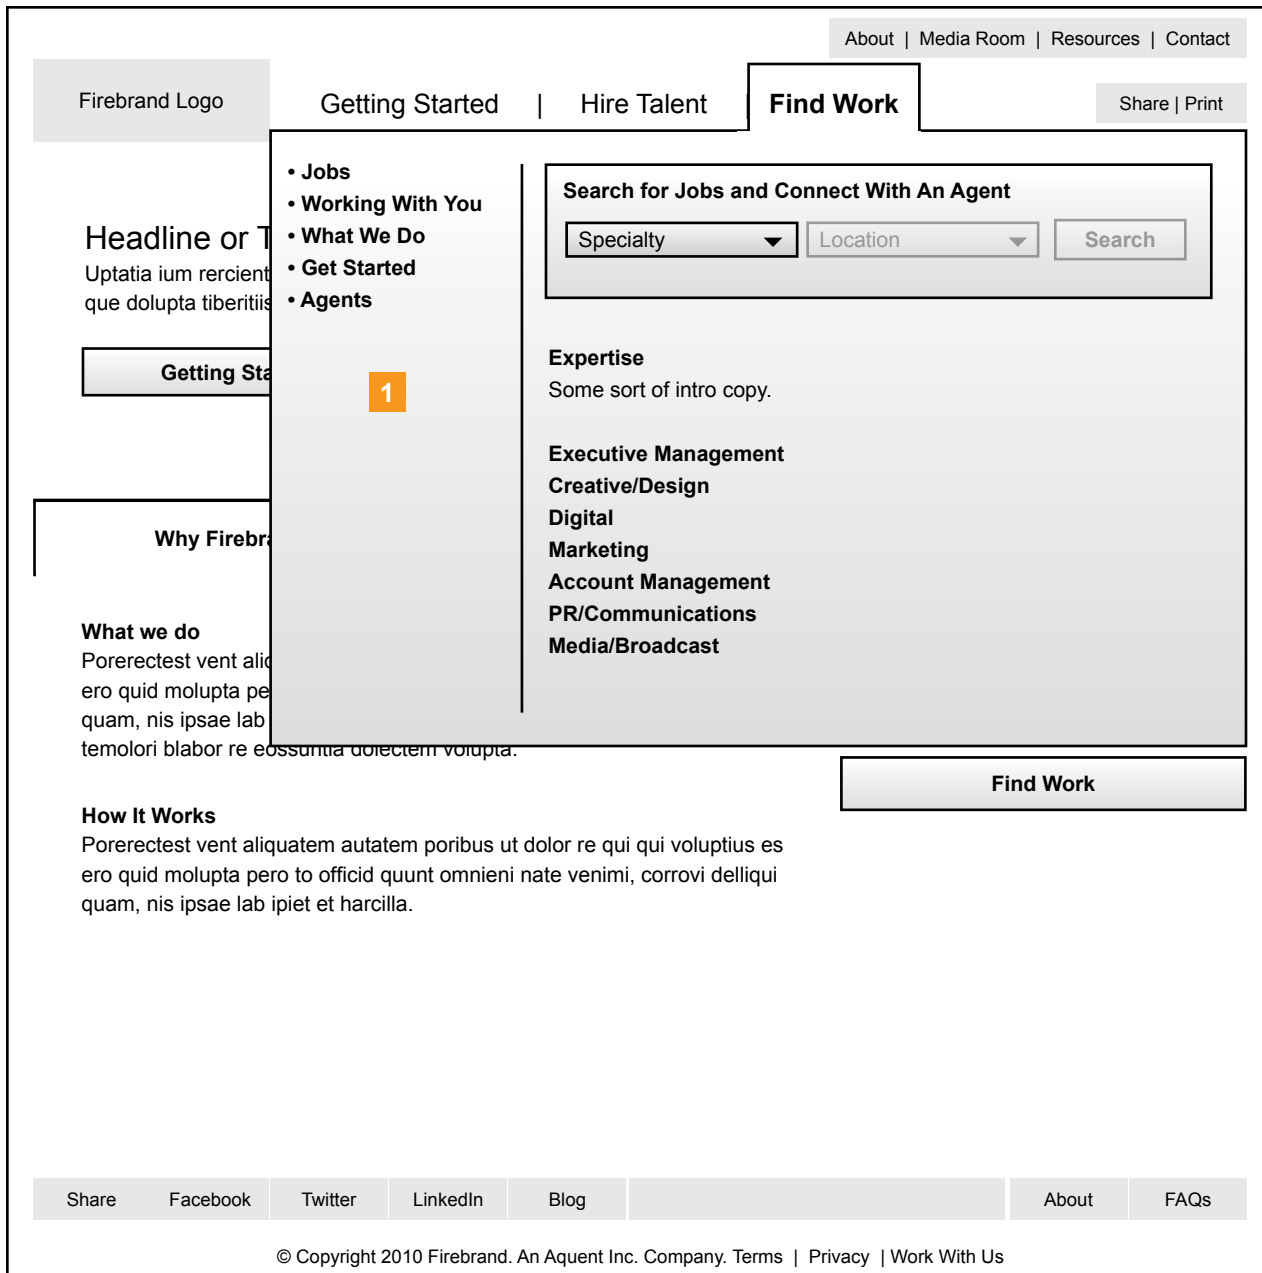 About | Media Room | Resources | Contact
Firebrand Logo
Getting Started | Hire Talent | Find Work
Share | Print
• Jobs
• Working With You
• What We Do
• Get Started
• Agents
1
Search for Jobs and Connect With An Agent
Specialty Location Search
Expertise
Some sort of intro copy.
Executive Management
Creative/Design
Digital
Marketing
Account Management
PR/Communications
Media/Broadcast
Headline or T
Uptatia ium rercient
que dolupta tiberitiis
Getting Sta
Why Firebra
What we do
Porerectest vent aliq
ero quid molupta pe
quam, nis ipsae lab
temolori blabor re eossuntia dolectem volupta.
Find Work
How It Works
Porerectest vent aliquatem autatem poribus ut dolor re qui qui voluptius es
ero quid molupta pero to officid quunt omnieni nate venimi, corrovi delliqui
quam, nis ipsae lab ipiet et harcilla.
Share Facebook Twitter LinkedIn Blog About FAQs
© Copyright 2010 Firebrand. An Aquent Inc. Company. Terms | Privacy | Work With Us